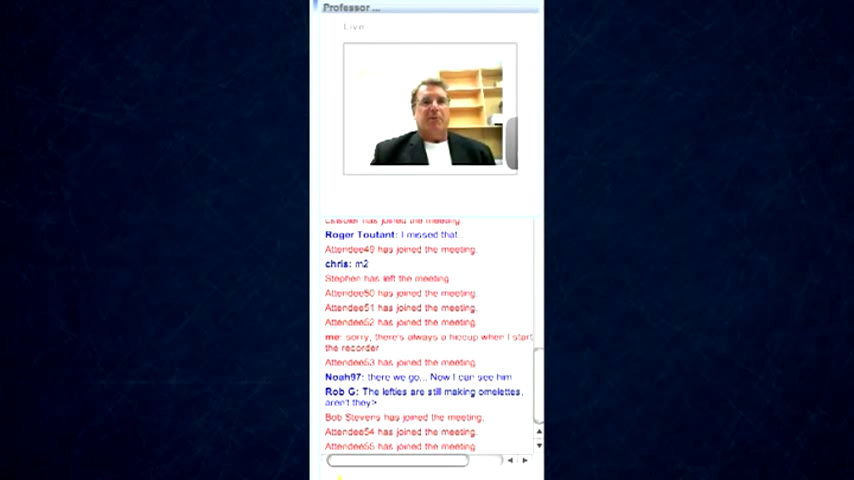 Professor ...
Live
has joined the meeting.
Roger Toutant: I missed that
Attendee49 has joined the meeting.
chris: m2
Stephen has left the meeting.
Attendee50 has joined the meeting.
Attendee51 has joined the meeting.
Attendee52 has joined the meeting.
me: sorry, there's always a hiccup when I start
the recorder
Attendee53 has joined the meeting.
Noah97: there we go... Now I can see him
Rob G: The lefties are still making omelettes,
aren't they>
Bob Stevens has joined the meeting.
Attendee54 has joined the meeting.
Attendee55 has joined the meeting.